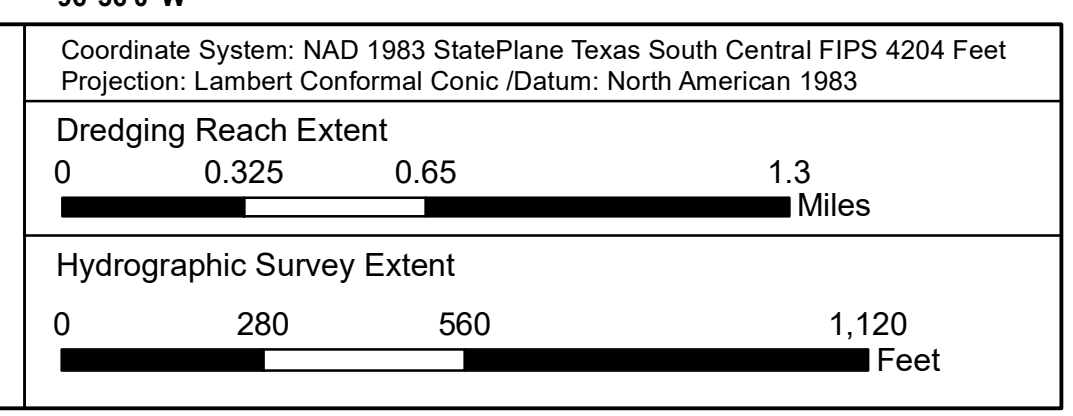 Coordinate System: NAD 1983 StatePlane Texas South Central FIPS 4204 Feet
Projection: Lambert Conformal Conic /Datum: North American 1983
Dredging Reach Extent
0 0.325 0.65 1.3
Miles
Hydrographic Survey Extent
0 280 560 1,120
Feet